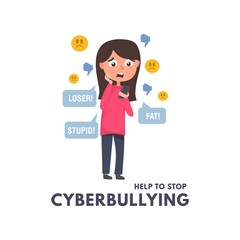 LOSER!
FAT!
STUPID!
HELP TO STOP
CYBERBULLYING